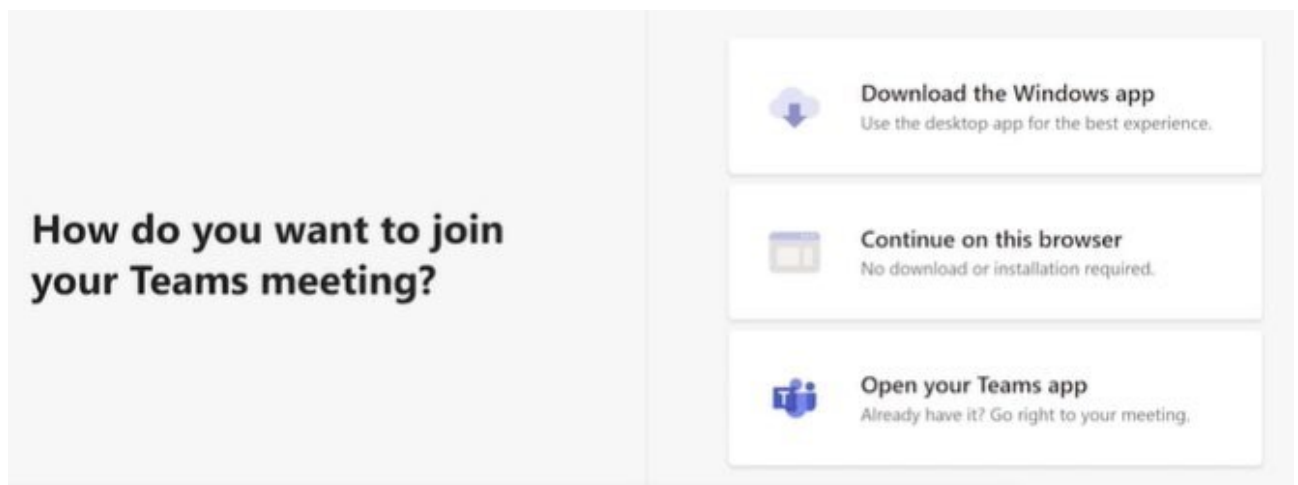 How do you want to join
your Teams meeting?
Download the Windows app
Use the desktop app for the best experience.
Continue on this browser
No download or installation required.
Open your Teams app
Already have it? Go right to your meeting.